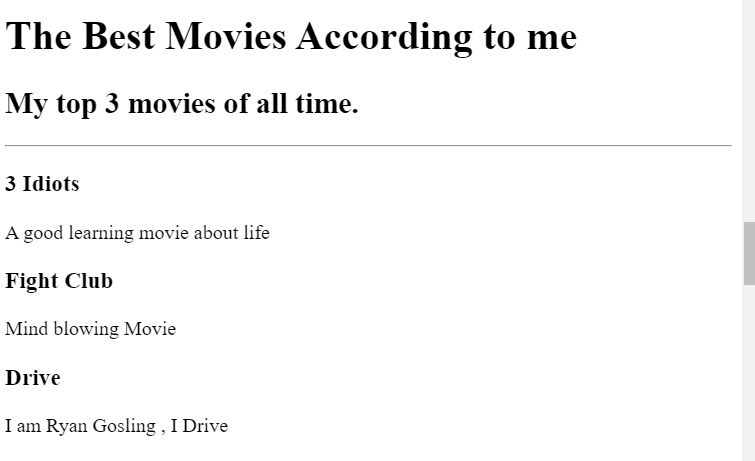 The Best Movies According to me
My top 3 movies of all time.
3 Idiots
A good learning movie about life
Fight Club
Mind blowing Movie
Drive
I am Ryan Gosling , I Drive